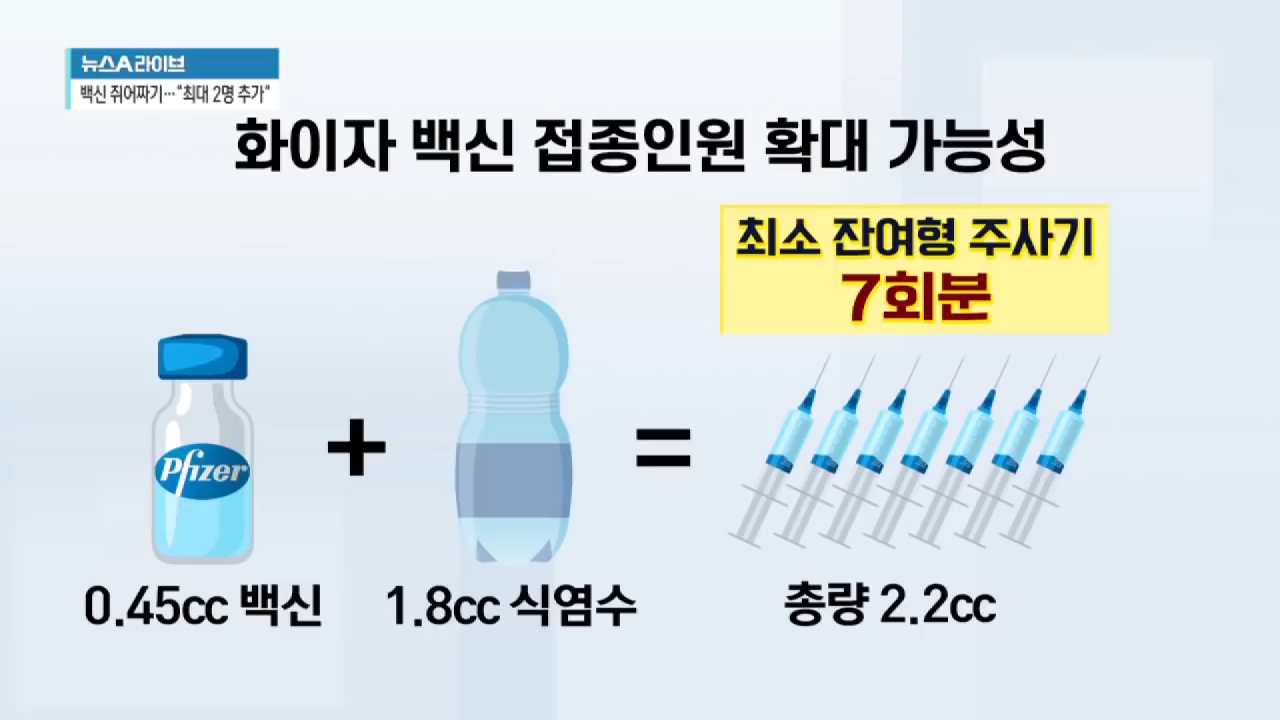 뉴스A 라이브
백신 쥐어짜기…"최대 2명 추가"
화이자 백신 접종인원 확대 가능성
최소 잔여형 주사기
7회분
Pfizer
+
=
0.45cc 백신
1.8cc 식염수
총량 2.2cc